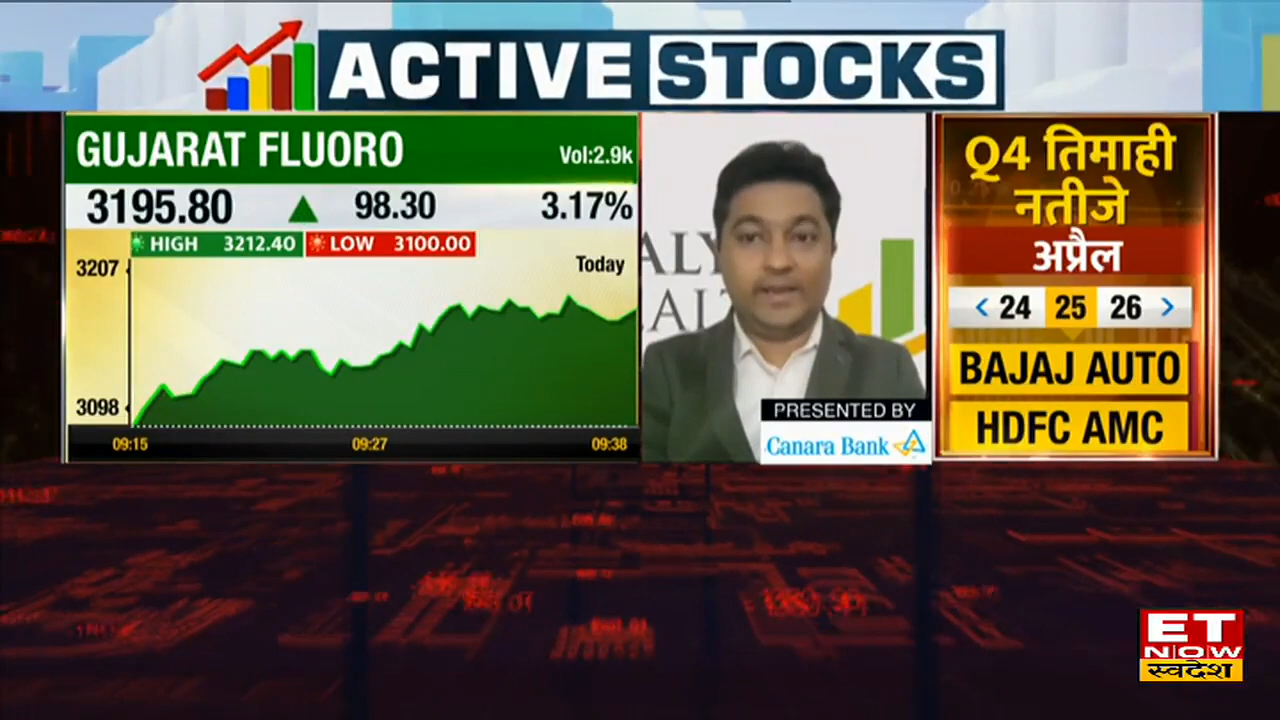 ACTIVE STOCKS
GUJARAT FLUORO
Vol:2.9k
3195.80 ▲ 98.30 3.17%
HIGH 3212.40 LOW 3100.00
Today
3207
3098
09:15 09:27 09:38
PRESENTED BY
Canara Bank
Q4 तिमाही
नतीजे
अप्रैल
< 24 25 26 >
BAJAJ AUTO
HDFC AMC
ET
NOW
स्वदेश